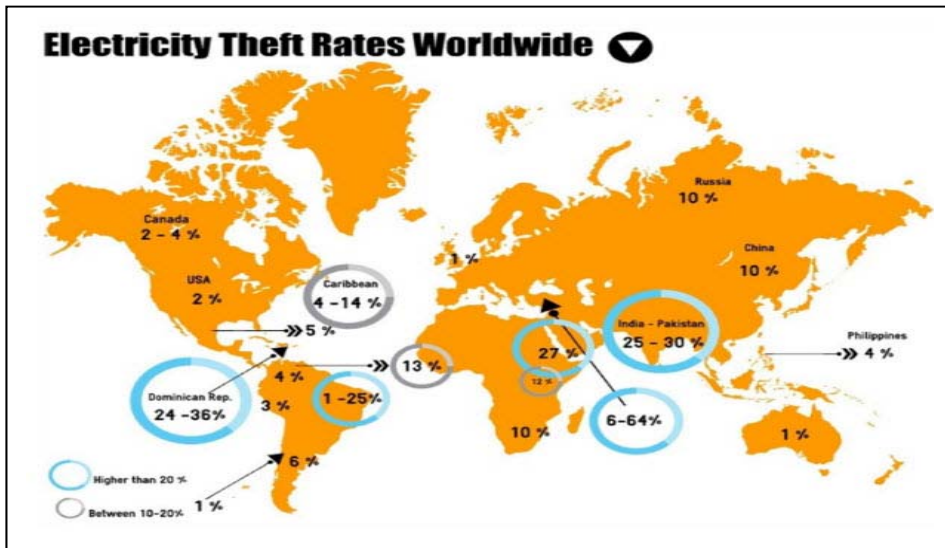 Electricity Theft Rates Worldwide
Russia
10 %
Canada
2 - 4 %
1 %
China
10 %
USA
2 %
Caribbean
4 -14 %
India - Pakistan
25 - 30 %
5 %
Philippines
4 %
27 %
13 %
12 %
4 %
Dominican Rep.
24 -36%
3 %
1 -25%
6-64%
10 %
1 %
6 %
Higher than 20 %
1 %
Between 10-20%